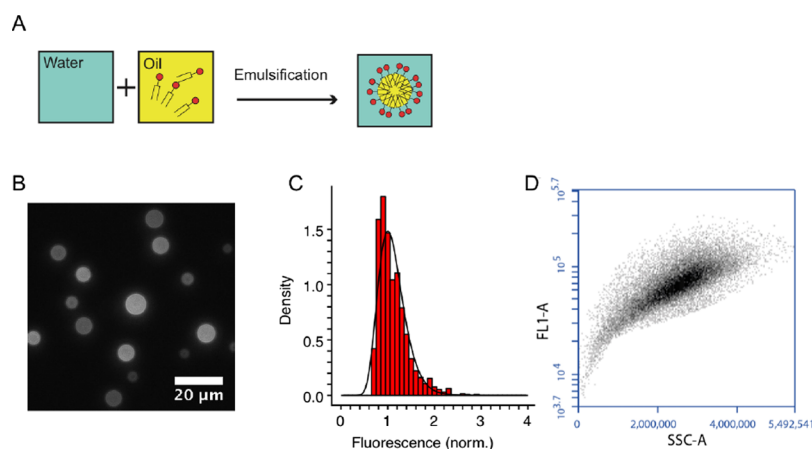 A
Water
Oil
Emulsification
B
20 µm
C
Density
1.5
1.0
0.5
0.0
0 1 2 3 4
Fluorescence (norm.)
D
FL1-A
10^5.7
10^5
10^4
10^3.7
0 2,000,000 4,000,000 5,492,541
SSC-A